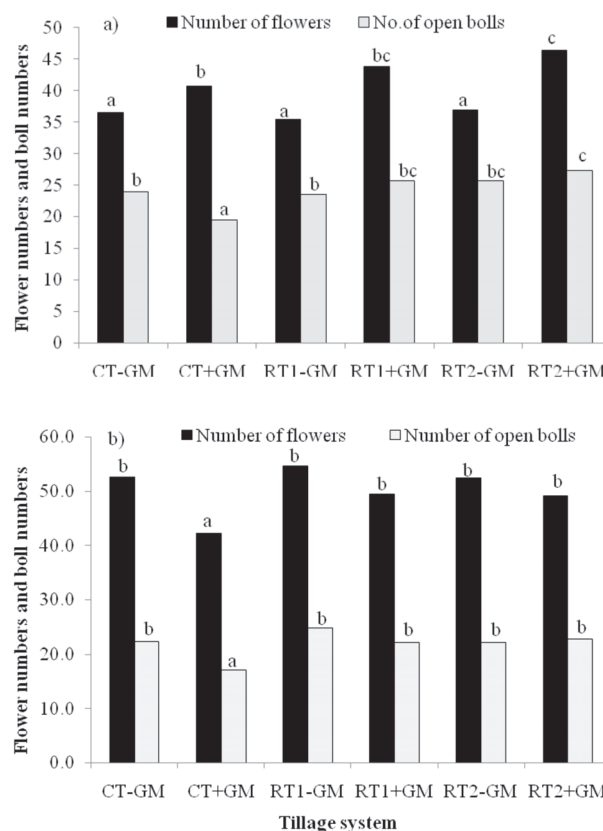 a)
Number of flowers
No.of open bolls
Flower numbers and boll numbers
50
45
40
35
30
25
20
15
10
5
0
a b a bc a c
b a b bc bc c
CT-GM CT+GM RT1-GM RT1+GM RT2-GM RT2+GM
b)
Number of flowers
Number of open bolls
Flower numbers and boll numbers
60.0
50.0
40.0
30.0
20.0
10.0
0.0
b a b b b b
b a b b b b
CT-GM CT+GM RT1-GM RT1+GM RT2-GM RT2+GM
Tillage system